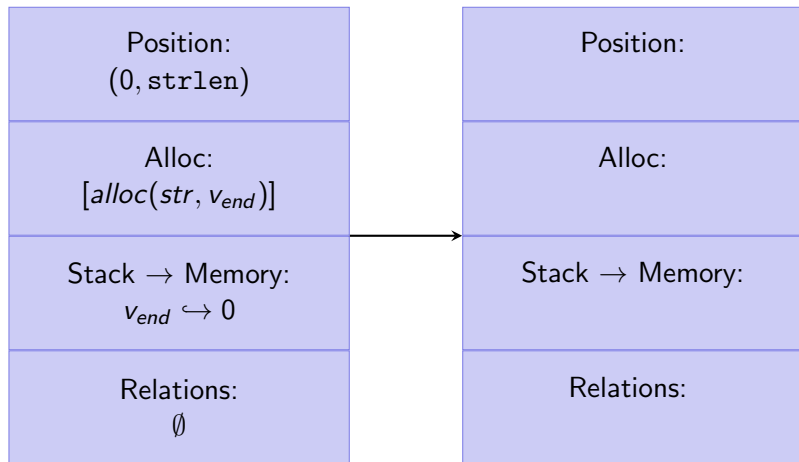 Position:
(0, strlen)
Alloc:
[alloc(str, v_end)]
Stack → Memory:
v_end ↪ 0
Relations:
∅
Position:
Alloc:
Stack → Memory:
Relations: